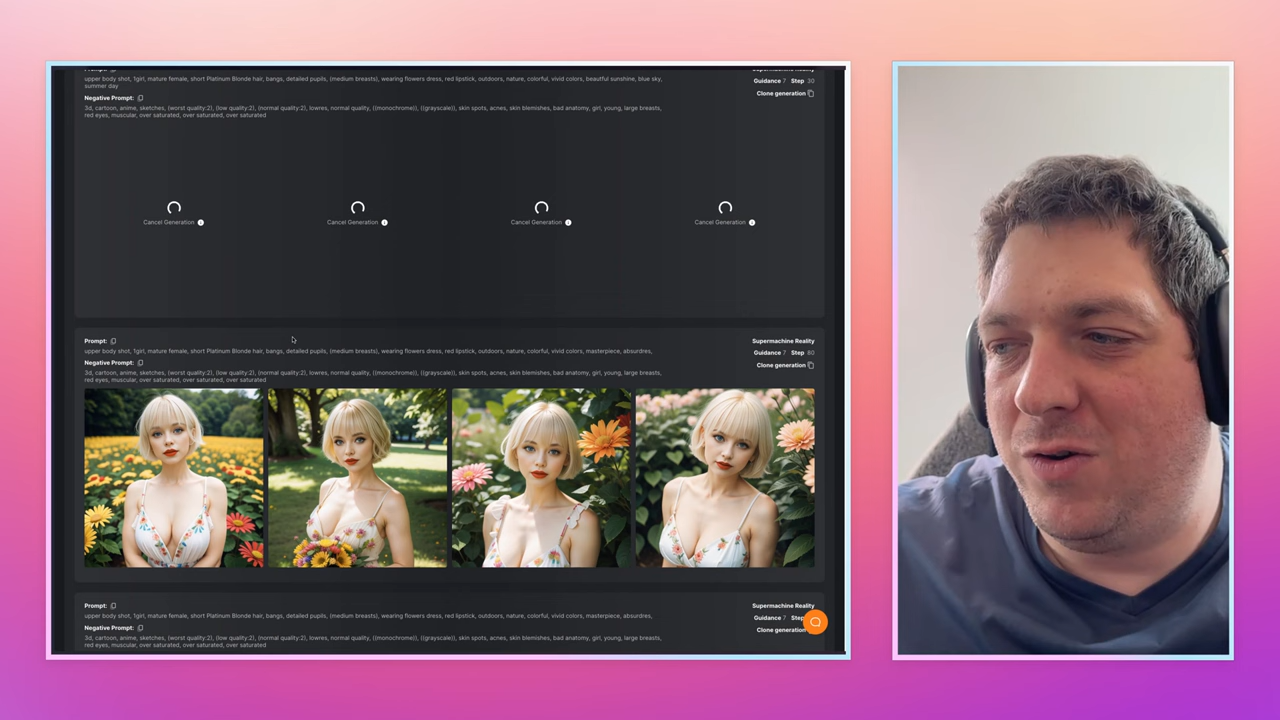 upper body shot, 1girl, mature female, short Platinum Blonde hair, bangs, detailed pupils, (medium breasts), wearing flowers dress, red lipstick, outdoors, nature, colorful, vivid colors, beautful sunshine, blue sky,
summer day
Guidance 7 Step 30
Negative Prompt:
Clone generation
3d, cartoon, anime, sketches, (worst quality:2), (low quality:2), (normal quality:2), lowres, normal quality, ((monochrome)), ((grayscale)), skin spots, acnes, skin blemishes, bad anatomy, girl, young, large breasts,
red eyes, muscular, over saturated, over saturated, over saturated
Cancel Generation Cancel Generation Cancel Generation Cancel Generation
Prompt:
Supermachine Reality
upper body shot, 1girl, mature female, short Platinum Blonde hair, bangs, detailed pupils, (medium breasts), wearing flowers dress, red lipstick, outdoors, nature, colorful, vivid colors, masterpiece, absurdres,
Guidance 7 Step 80
Negative Prompt:
Clone generation
3d, cartoon, anime, sketches, (worst quality:2), (low quality:2), (normal quality:2), lowres, normal quality, ((monochrome)), ((grayscale)), skin spots, acnes, skin blemishes, bad anatomy, girl, young, large breasts,
red eyes, muscular, over saturated, over saturated, over saturated
Prompt:
Supermachine Reality
upper body shot, 1girl, mature female, short Platinum Blonde hair, bangs, detailed pupils, (medium breasts), wearing flowers dress, red lipstick, outdoors, nature, colorful, vivid colors, masterpiece, absurdres,
Guidance 7
Negative Prompt:
Clone generation
3d, cartoon, anime, sketches, (worst quality:2), (low quality:2), (normal quality:2), lowres, normal quality, ((monochrome)), ((grayscale)), skin spots, acnes, skin blemishes, bad anatomy, girl, young, large breasts,
red eyes, muscular, over saturated, over saturated, over saturated